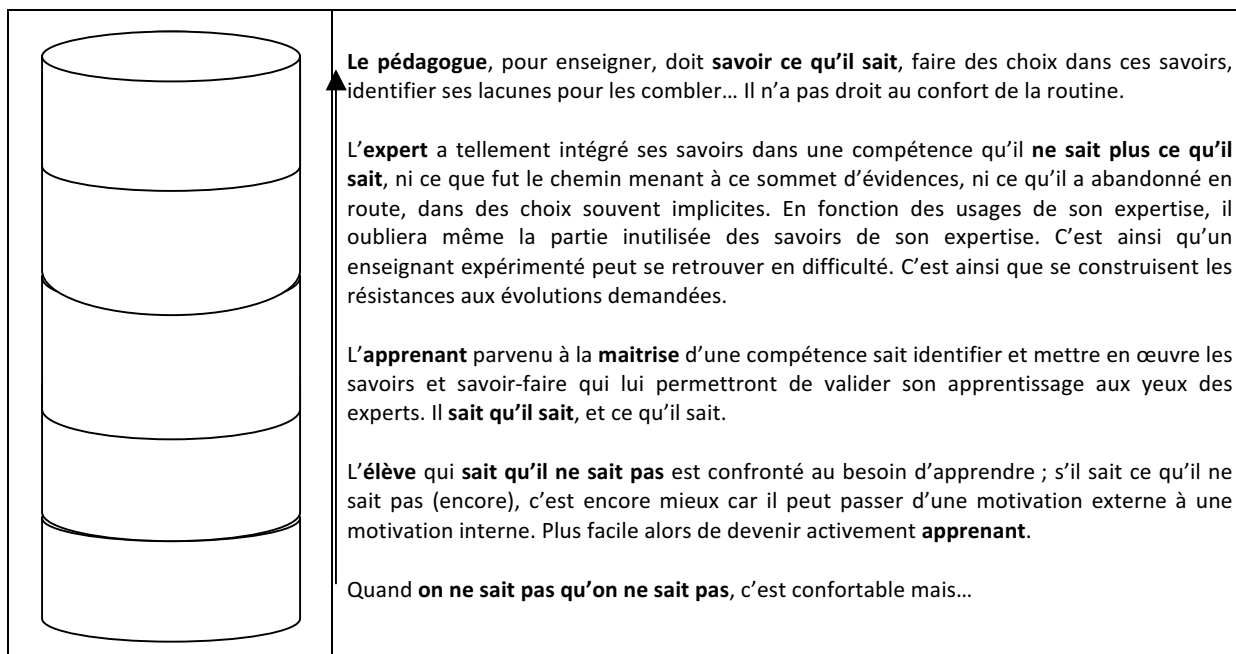 Le pédagogue, pour enseigner, doit savoir ce qu’il sait, faire des choix dans ces savoirs,
identifier ses lacunes pour les combler… Il n’a pas droit au confort de la routine.
L’expert a tellement intégré ses savoirs dans une compétence qu’il ne sait plus ce qu’il
sait, ni ce que fut le chemin menant à ce sommet d’évidences, ni ce qu’il a abandonné en
route, dans des choix souvent implicites. En fonction des usages de son expertise, il
oubliera même la partie inutilisée des savoirs de son expertise. C’est ainsi qu’un
enseignant expérimenté peut se retrouver en difficulté. C’est ainsi que se construisent les
résistances aux évolutions demandées.
L’apprenant parvenu à la maitrise d’une compétence sait identifier et mettre en œuvre les
savoirs et savoir-faire qui lui permettront de valider son apprentissage aux yeux des
experts. Il sait qu’il sait, et ce qu’il sait.
L’élève qui sait qu’il ne sait pas est confronté au besoin d’apprendre ; s’il sait ce qu’il ne
sait pas (encore), c’est encore mieux car il peut passer d’une motivation externe à une
motivation interne. Plus facile alors de devenir activement apprenant.
Quand on ne sait pas qu’on ne sait pas, c’est confortable mais…